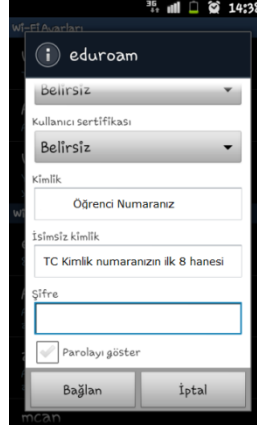 3G
14:38
Wi-Fi Ayarları
eduroam
Belirsiz
Kullanıcı sertifikası
Belirsiz
Kimlik
Öğrenci Numaranız
İsimsiz kimlik
TC Kimlik numaranızın ilk 8 hanesi
Şifre
Parolayı göster
Bağlan
İptal
mcan